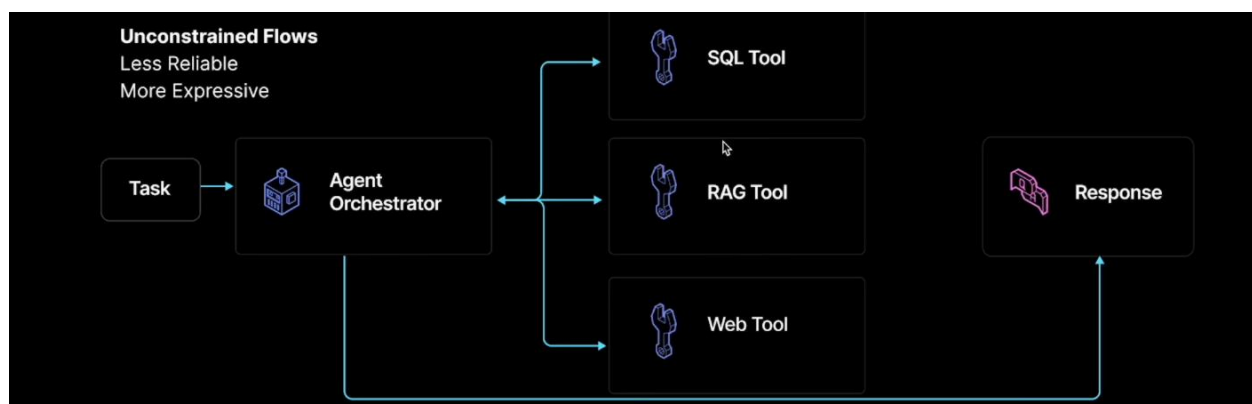 Unconstrained Flows
Less Reliable
More Expressive
Task
Agent
Orchestrator
SQL Tool
RAG Tool
Web Tool
Response